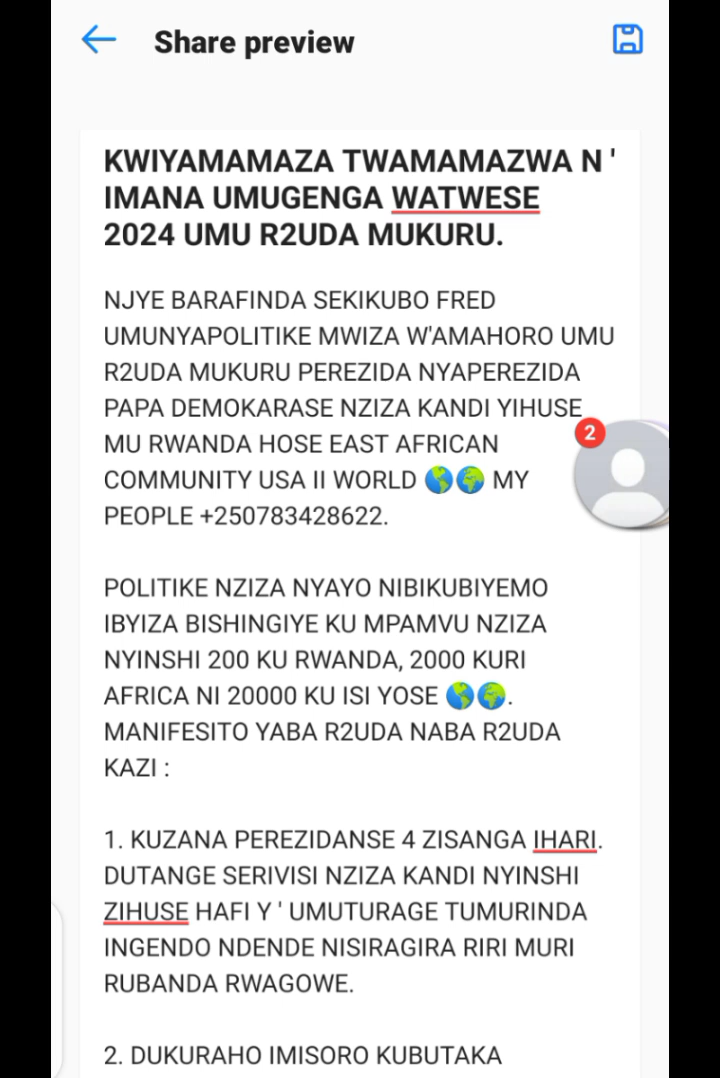 Share preview
KWIYAMAMAZA TWAMAMAZWA N '
IMANA UMUGENGA WATWESE
2024 UMU R2UDA MUKURU.
NJYE BARAFINDA SEKIKUBO FRED
UMUNYAPOLITIKE MWIZA W'AMAHORO UMU
R2UDA MUKURU PEREZIDA NYAPEREZIDA
PAPA DEMOKARASE NZIZA KANDI YIHUSE
2
MU RWANDA HOSE EAST AFRICAN
COMMUNITY USA II WORLD 🌎🌍 MY
PEOPLE +250783428622.
POLITIKE NZIZA NYAYO NIBIKUBIYEMO
IBYIZA BISHINGIYE KU MPAMVU NZIZA
NYINSHI 200 KU RWANDA, 2000 KURI
AFRICA NI 20000 KU ISI YOSE 🌎🌍.
MANIFESITO YABA R2UDA NABA R2UDA
KAZI :
1. KUZANA PEREZIDANSE 4 ZISANGA IHARI.
DUTANGE SERIVISI NZIZA KANDI NYINSHI
ZIHUSE HAFI Y ' UMUTURAGE TUMURINDA
INGENDO NDENDE NISIRAGIRA RIRI MURI
RUBANDA RWAGOWE.
2. DUKURAHO IMISORO KUBUTAKA